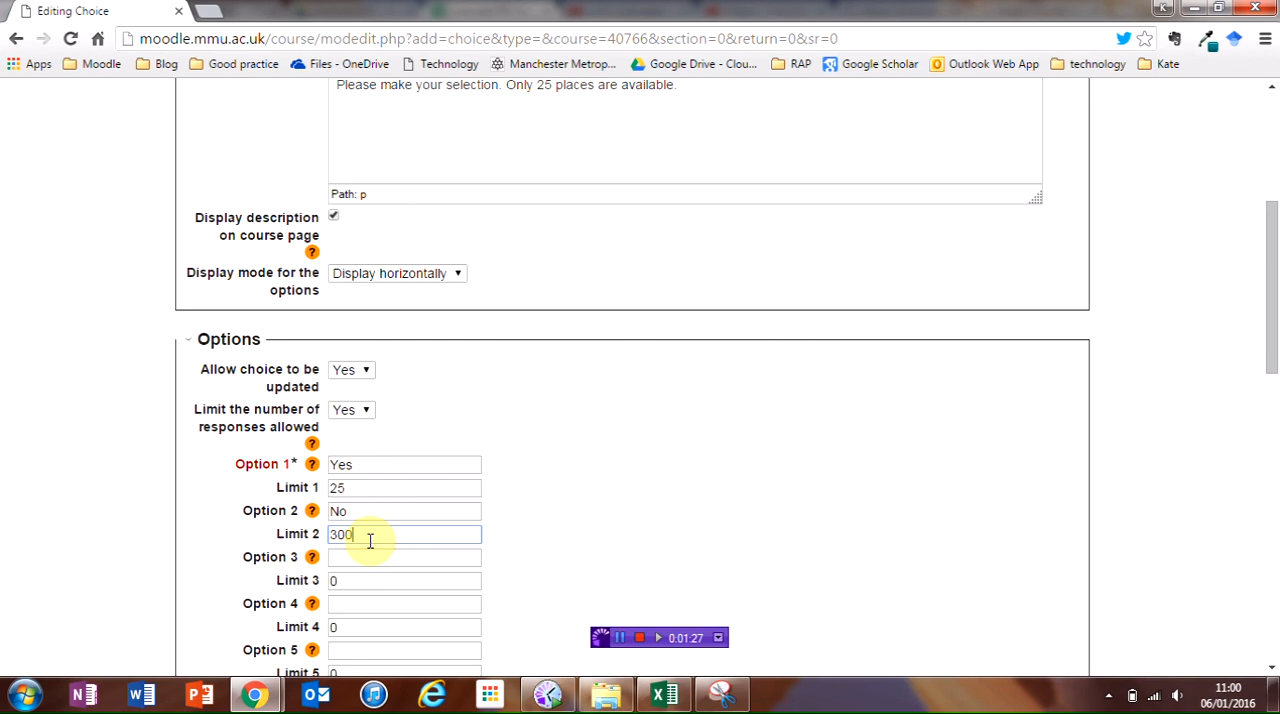 Editing Choice
moodle.mmu.ac.uk/course/modedit.php?add=choice&type=&course=40766&section=0&return=0&sr=0
Apps Moodle Blog Good practice Files - OneDrive Technology Manchester Metrop... Google Drive - Clou... RAP Google Scholar Outlook Web App technology Kate
Please make your selection. Only 25 places are available.
Path: p
Display description
on course page
?
Display mode for the
options
Display horizontally
Options
Allow choice to be
updated
Yes
Limit the number of
responses allowed
Yes
?
Option 1* ? Yes
Limit 1 25
Option 2 ? No
Limit 2 300
Option 3 ?
Limit 3 0
Option 4 ?
Limit 4 0
Option 5 ?
Limit 5 0
0:01:27
11:00
06/01/2016